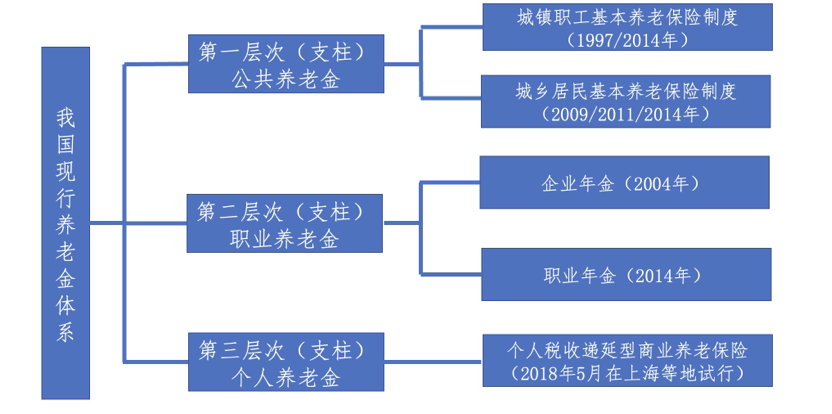 我国现行养老金体系
第一层次（支柱）
公共养老金
城镇职工基本养老保险制度
（1997/2014年）
城乡居民基本养老保险制度
（2009/2011/2014年）
第二层次（支柱）
职业养老金
企业年金（2004年）
职业年金（2014年）
第三层次（支柱）
个人养老金
个人税收递延型商业养老保险
（2018年5月在上海等地试行）